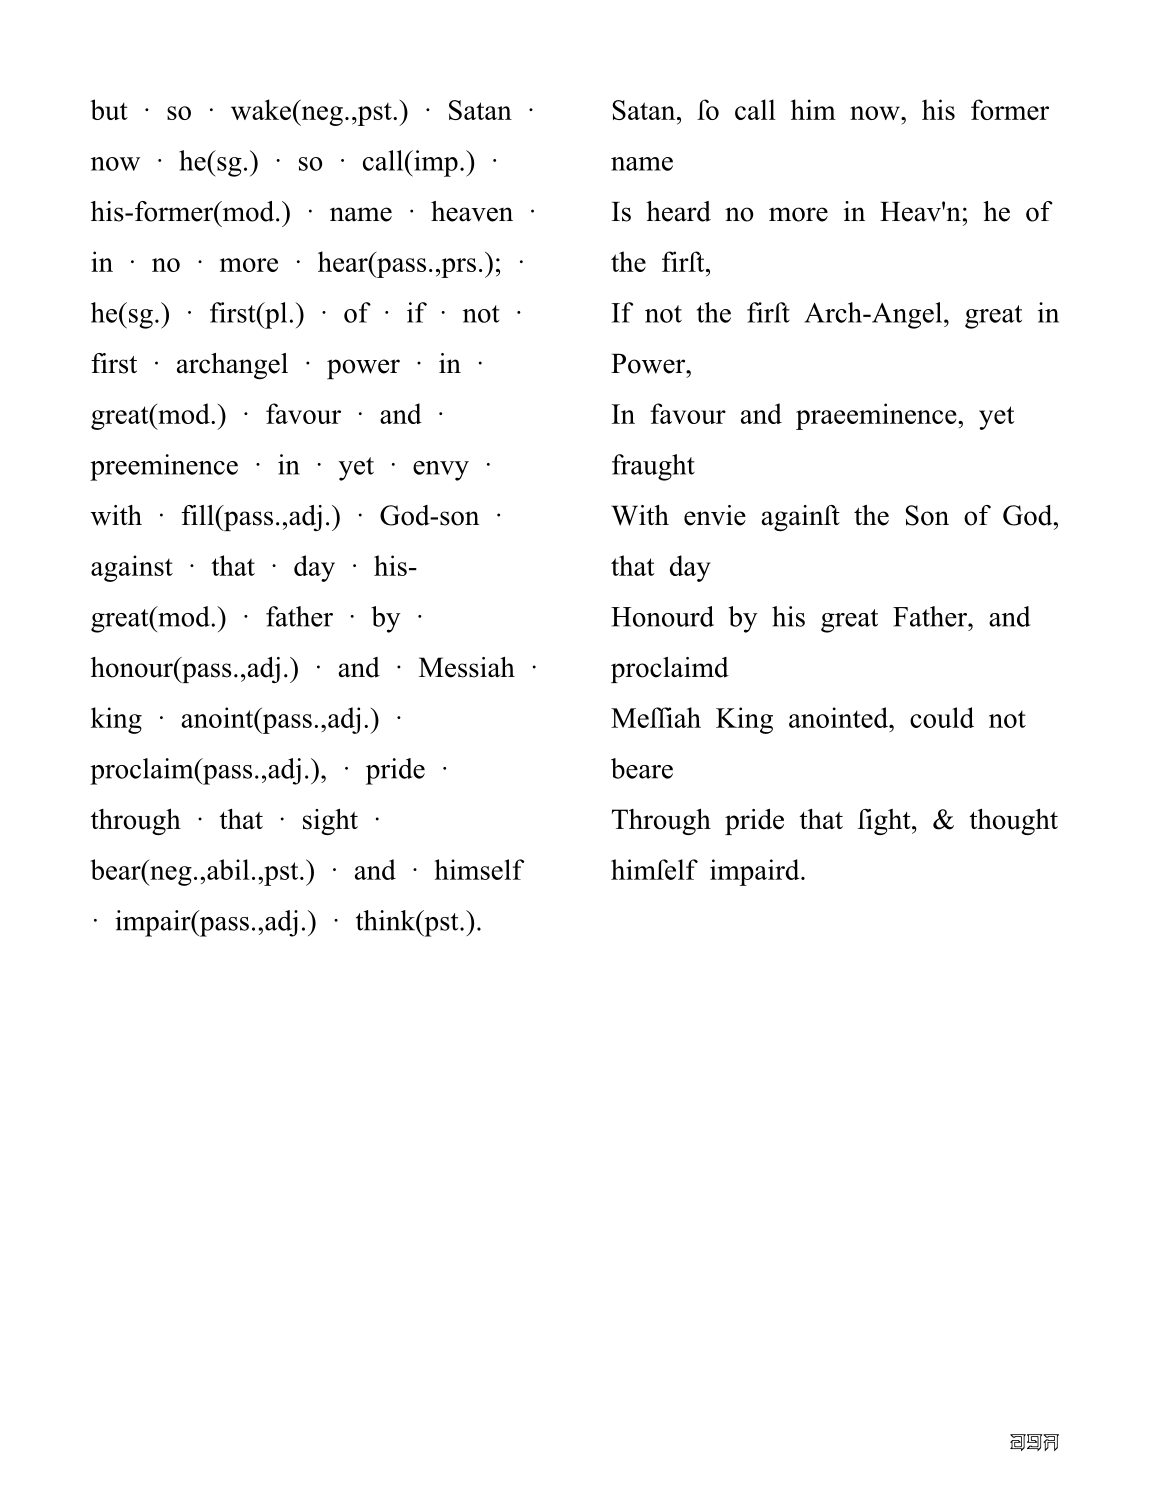 but · so · wake(neg.,pst.) · Satan ·
now · he(sg.) · so · call(imp.) ·
his-former(mod.) · name · heaven ·
in · no · more · hear(pass.,prs.); ·
he(sg.) · first(pl.) · of · if · not ·
first · archangel · power · in ·
great(mod.) · favour · and ·
preeminence · in · yet · envy ·
with · fill(pass.,adj.) · God-son ·
against · that · day · his-
great(mod.) · father · by ·
honour(pass.,adj.) · and · Messiah ·
king · anoint(pass.,adj.) ·
proclaim(pass.,adj.), · pride ·
through · that · sight ·
bear(neg.,abil.,pst.) · and · himself
· impair(pass.,adj.) · think(pst.).
Satan, ſo call him now, his former
name
Is heard no more in Heav'n; he of
the firſt,
If not the firſt Arch-Angel, great in
Power,
In favour and praeeminence, yet
fraught
With envie againſt the Son of God,
that day
Honourd by his great Father, and
proclaimd
Meſſiah King anointed, could not
beare
Through pride that ſight, & thought
himſelf impaird.